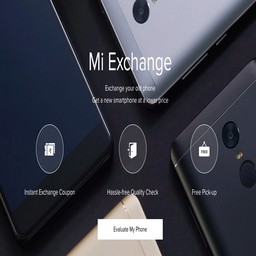 Mi Exchange
Exchange your old phone
Get a new smartphone at a lower price
FREE
Instant Exchange Coupon
Hassle-free Quality Check
Free Pick-up
Evaluate My Phone